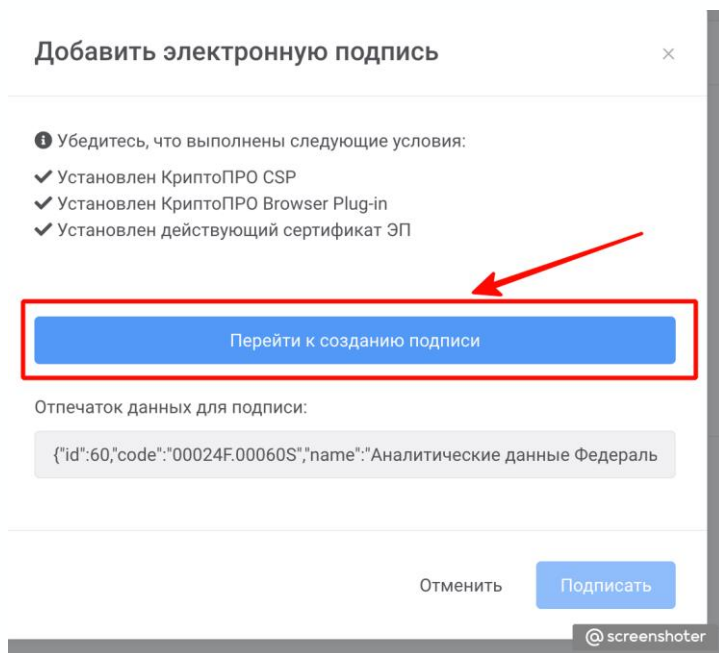 Добавить электронную подпись
Убедитесь, что выполнены следующие условия:
Установлен КриптоПРО CSP
Установлен КриптоПРО Browser Plug-in
Установлен действующий сертификат ЭП
Перейти к созданию подписи
Отпечаток данных для подписи:
{"id":60,"code":"00024F.00060S","name":"Аналитические данные Федераль
Отменить Подписать
@screenshoter